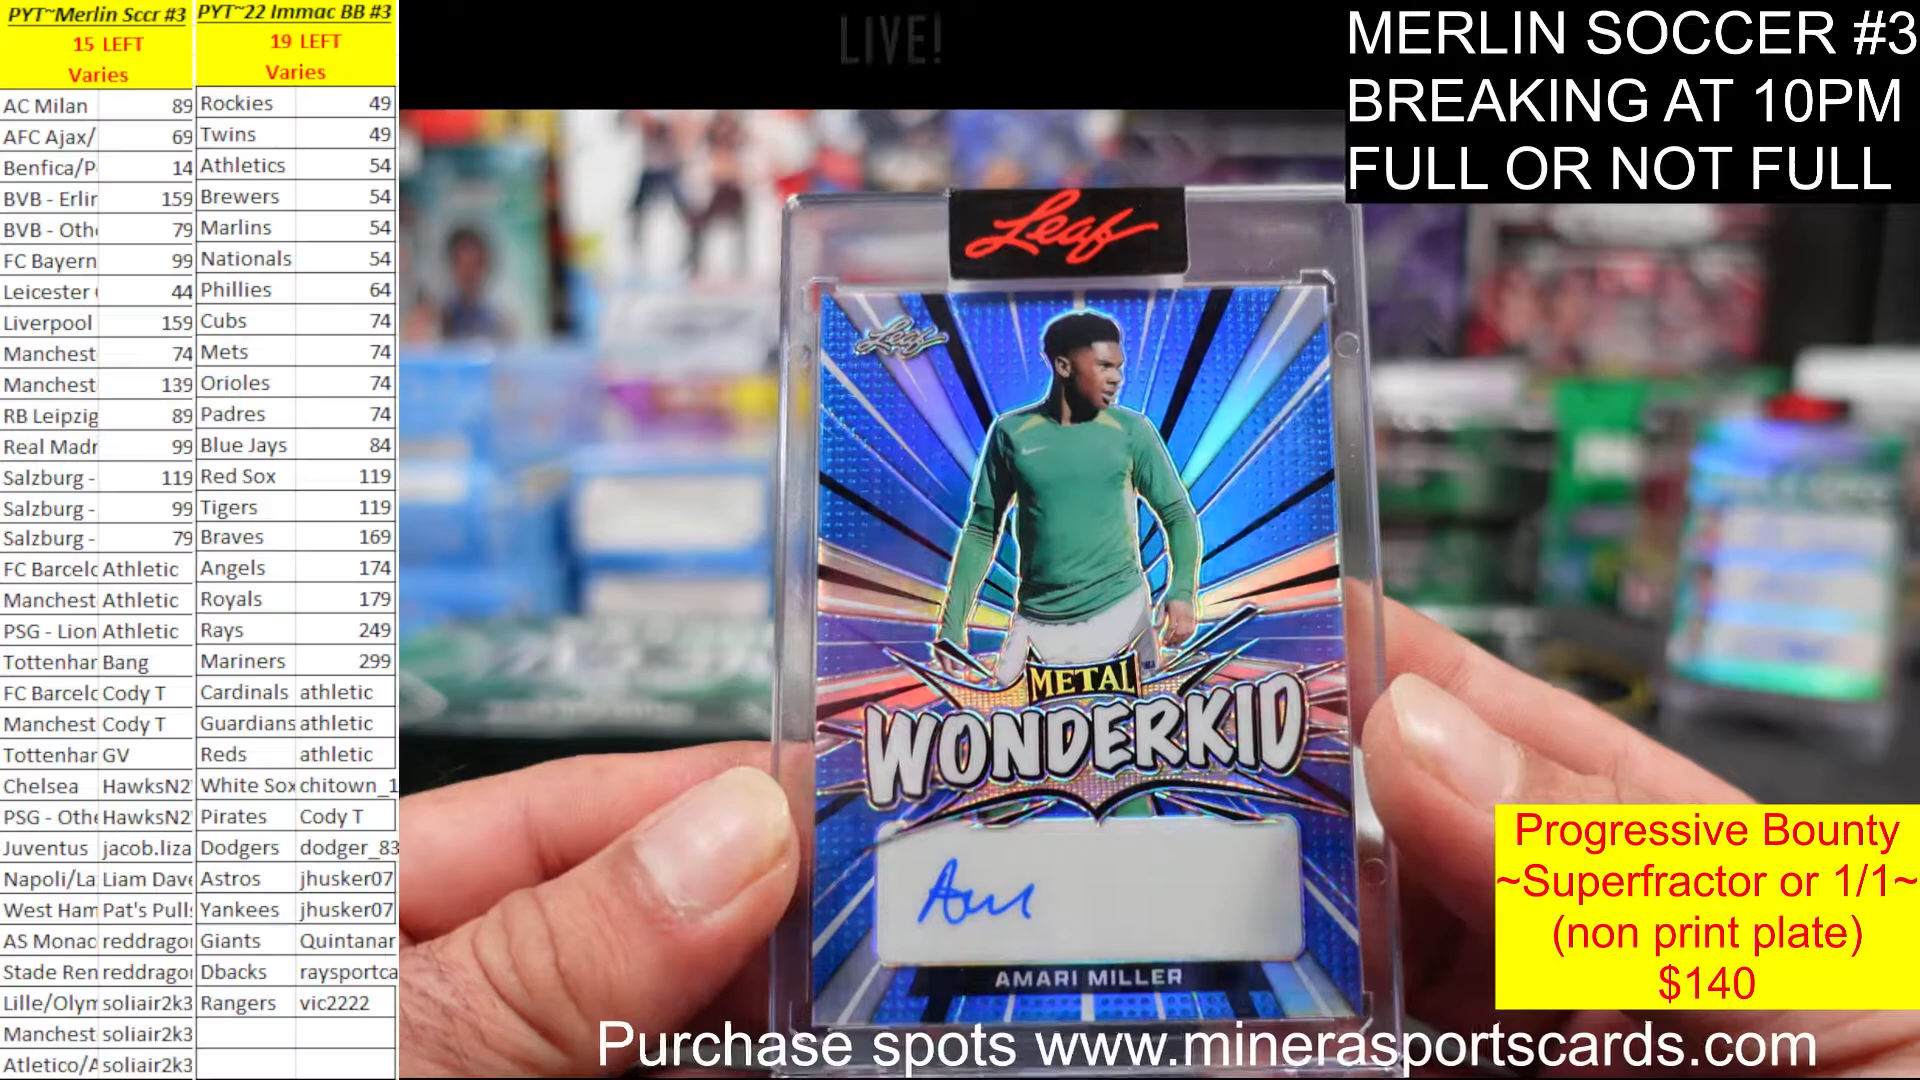 PYT~Merlin Sccr #3
15 LEFT
Varies
AC Milan 89
AFC Ajax/ 69
Benfica/P 14
BVB - Erlin 159
BVB - Oth 79
FC Bayern 99
Leicester 44
Liverpool 159
Manchest 74
Manchest 139
RB Leipzig 89
Real Madr 99
Salzburg - 119
Salzburg - 99
Salzburg - 79
FC Barcelo Athletic
Manchest Athletic
PSG - Lion Athletic
Tottenhar Bang
FC Barcelo Cody T
Manchest Cody T
Tottenhar GV
Chelsea HawksN2
PSG - Oth HawksN2
Juventus jacob.liza
Napoli/La Liam Dave
West Ham Pat's Pull
AS Monac reddrago
Stade Ren reddrago
Lille/Olym soliair2k3
Manchest soliair2k3
Atletico/A soliair2k3
PYT~22 Immac BB #3
19 LEFT
Varies
Rockies 49
Twins 49
Athletics 54
Brewers 54
Marlins 54
Nationals 54
Phillies 64
Cubs 74
Mets 74
Orioles 74
Padres 74
Blue Jays 84
Red Sox 119
Tigers 119
Braves 169
Angels 174
Royals 179
Rays 249
Mariners 299
Cardinals athletic
Guardians athletic
Reds athletic
White Sox chitown_1
Pirates Cody T
Dodgers dodger_83
Astros jhusker07
Yankees jhusker07
Giants Quintanar
Dbacks raysportca
Rangers vic2222
LIVE!
MERLIN SOCCER #3
BREAKING AT 10PM
FULL OR NOT FULL
Leaf
Leaf
METAL
WONDERKID
AMARI MILLER
Progressive Bounty
~Superfractor or 1/1~
(non print plate)
$140
Purchase spots www.minerasportscards.com